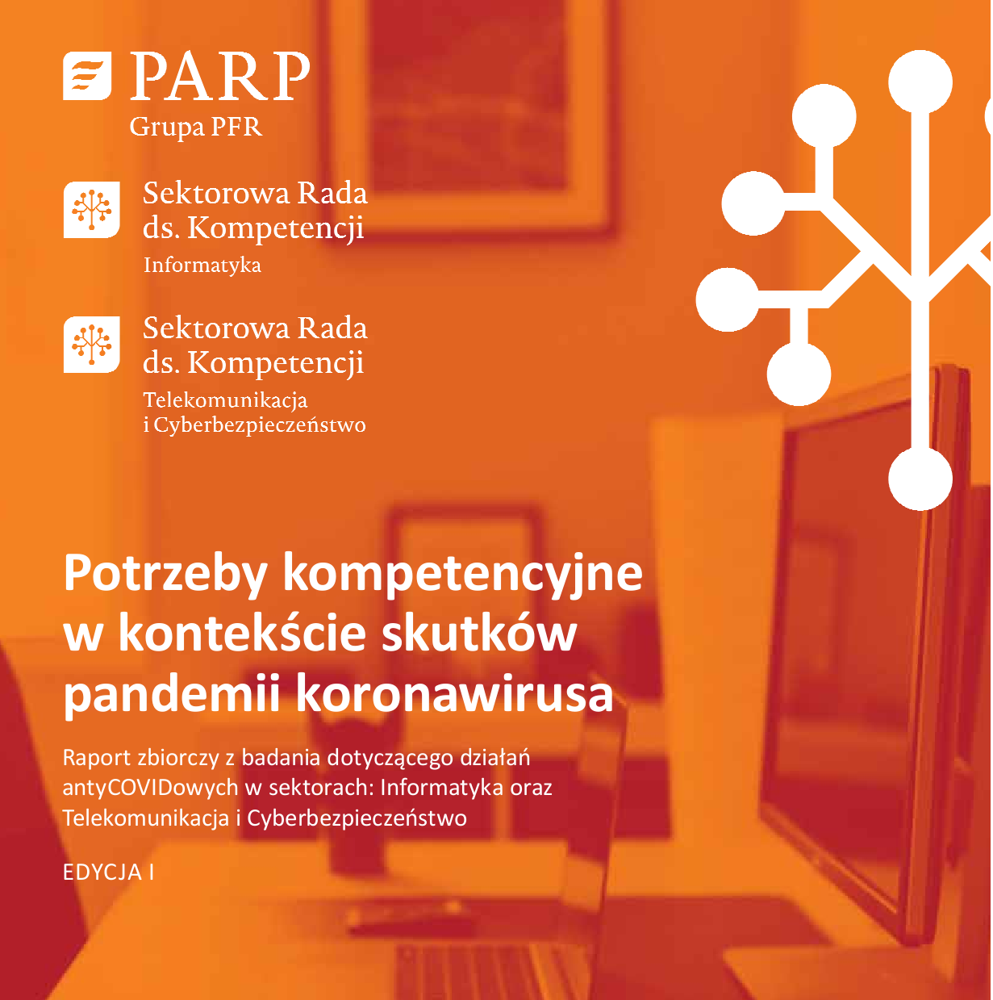 PARP
Grupa PFR
Sektorowa Rada
ds. Kompetencji
Informatyka
Sektorowa Rada
ds. Kompetencji
Telekomunikacja
i Cyberbezpieczeństwo
Potrzeby kompetencyjne
w kontekście skutków
pandemii koronawirusa
Raport zbiorczy z badania dotyczącego działań
antyCOVIDowych w sektorach: Informatyka oraz
Telekomunikacja i Cyberbezpieczeństwo
EDYCJA I